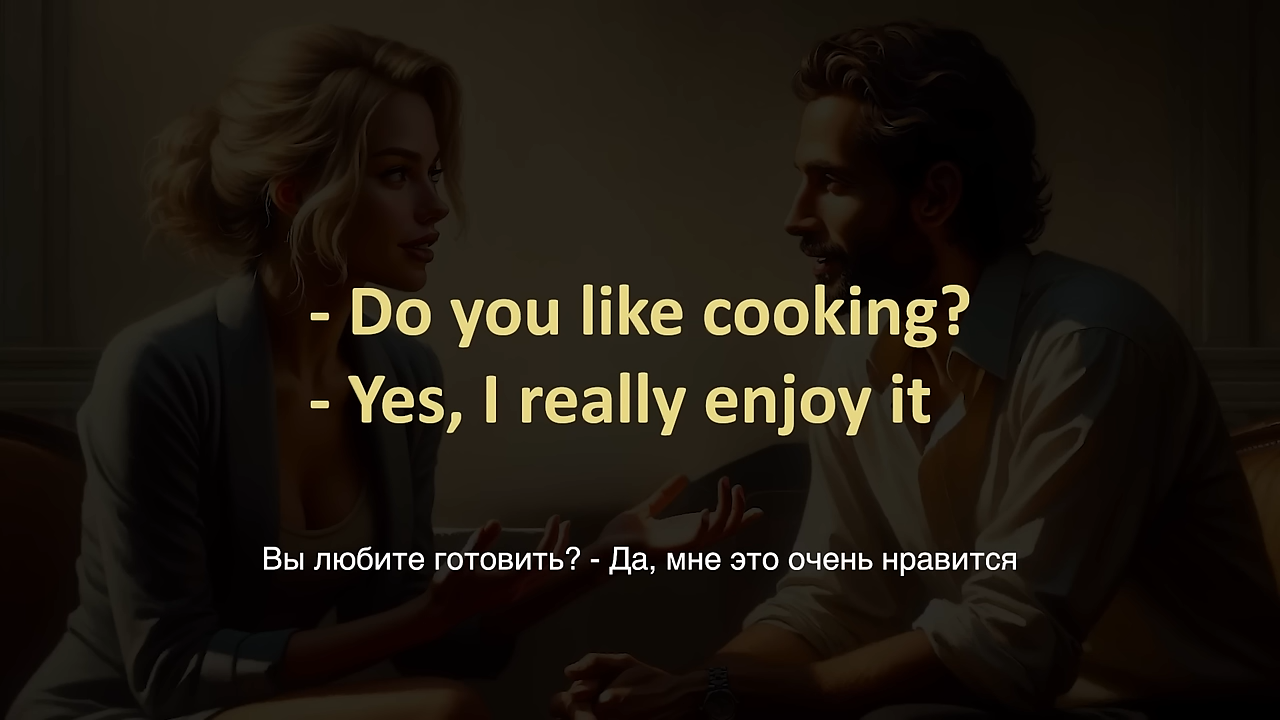 - Do you like cooking?
- Yes, I really enjoy it
Вы любите готовить? - Да, мне это очень нравится